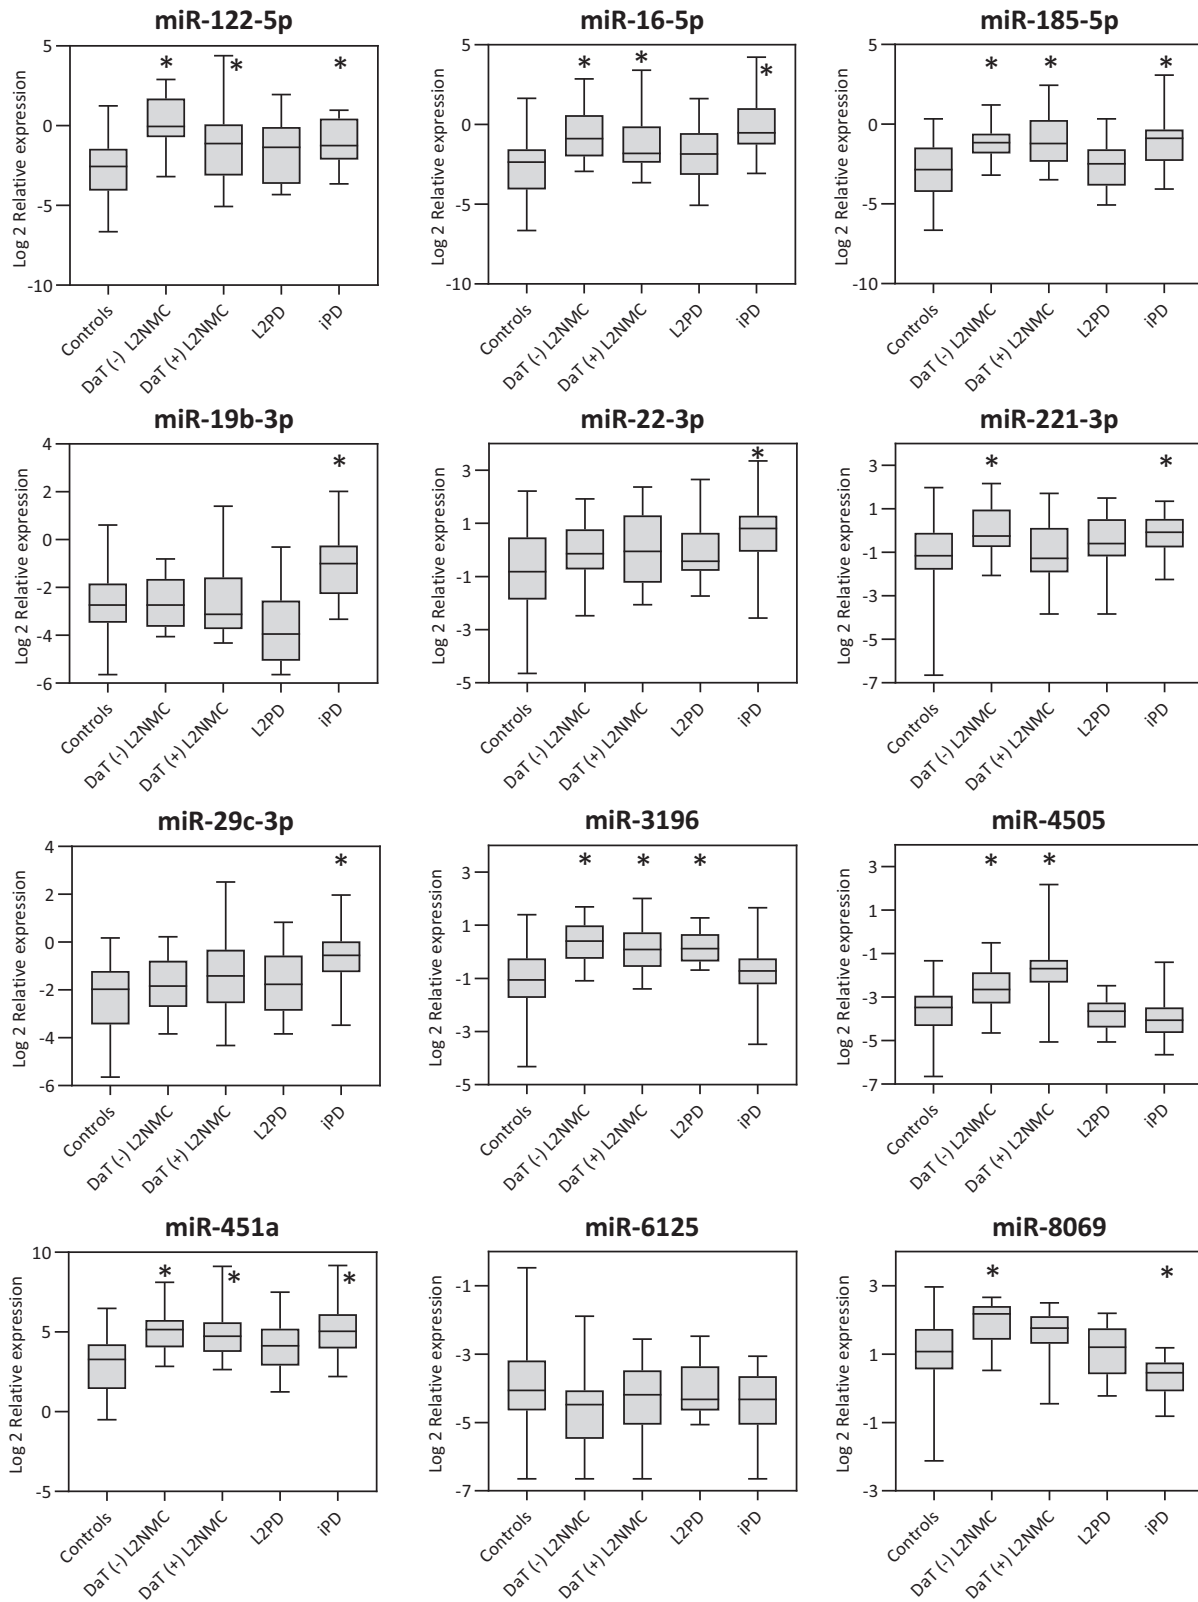 miR-122-5p
*
*
*
5
0
-5
-10
Log 2 Relative expression
Controls
DaT (-) L2NMC
DaT (+) L2NMC
L2PD
iPD
miR-16-5p
*
*
*
5
0
-5
-10
Log 2 Relative expression
Controls
DaT (-) L2NMC
DaT (+) L2NMC
L2PD
iPD
miR-185-5p
*
*
*
5
0
-5
-10
Log 2 Relative expression
Controls
DaT (-) L2NMC
DaT (+) L2NMC
L2PD
iPD
miR-19b-3p
*
4
2
0
-2
-4
-6
Log 2 Relative expression
Controls
DaT (-) L2NMC
DaT (+) L2NMC
L2PD
iPD
miR-22-3p
*
3
1
-1
-3
-5
Log 2 Relative expression
Controls
DaT (-) L2NMC
DaT (+) L2NMC
L2PD
iPD
miR-221-3p
*
*
3
1
-1
-3
-5
-7
Log 2 Relative expression
Controls
DaT (-) L2NMC
DaT (+) L2NMC
L2PD
iPD
miR-29c-3p
*
4
2
0
-2
-4
-6
Log 2 Relative expression
Controls
DaT (-) L2NMC
DaT (+) L2NMC
L2PD
iPD
miR-3196
*
*
*
3
1
-1
-3
-5
Log 2 Relative expression
Controls
DaT (-) L2NMC
DaT (+) L2NMC
L2PD
iPD
miR-4505
*
*
3
1
-1
-3
-5
-7
Log 2 Relative expression
Controls
DaT (-) L2NMC
DaT (+) L2NMC
L2PD
iPD
miR-451a
*
*
*
10
5
0
-5
Log 2 Relative expression
Controls
DaT (-) L2NMC
DaT (+) L2NMC
L2PD
iPD
miR-6125
-1
-3
-5
-7
Log 2 Relative expression
Controls
DaT (-) L2NMC
DaT (+) L2NMC
L2PD
iPD
miR-8069
*
*
3
1
-1
-3
Log 2 Relative expression
Controls
DaT (-) L2NMC
DaT (+) L2NMC
L2PD
iPD